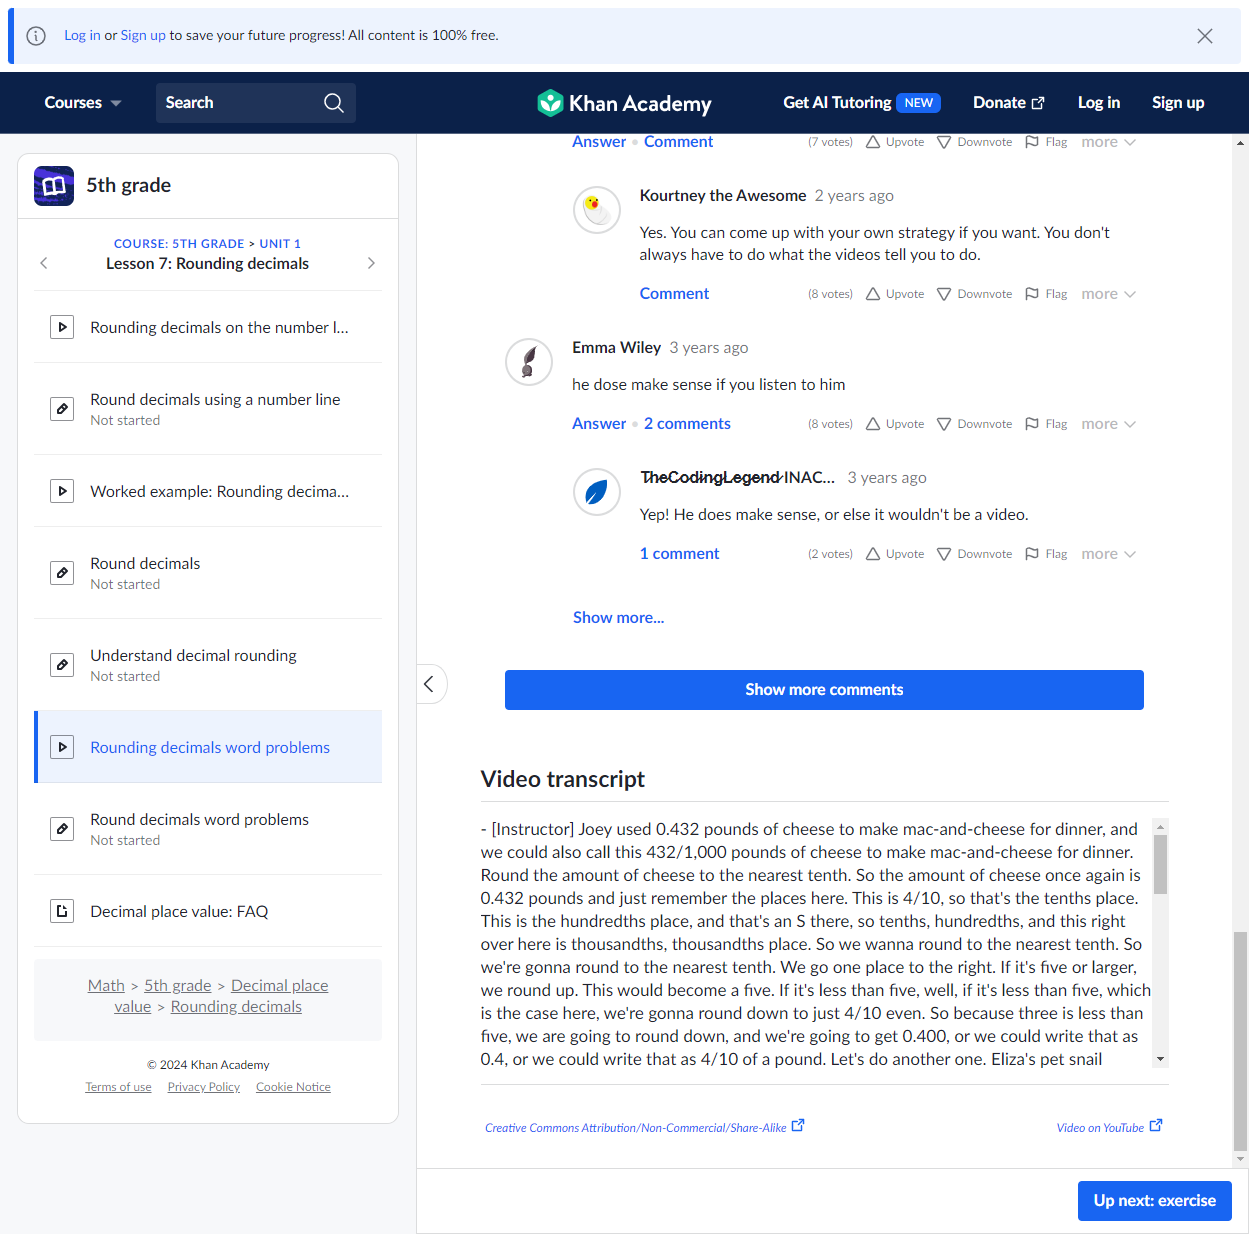 Log in or Sign up to save your future progress! All content is 100% free.
Courses
Search
Khan Academy
Get AI Tutoring NEW
Donate
Log in
Sign up
5th grade
COURSE: 5TH GRADE > UNIT 1
Lesson 7: Rounding decimals
Rounding decimals on the number l...
Round decimals using a number line
Not started
Worked example: Rounding decima...
Round decimals
Not started
Understand decimal rounding
Not started
Rounding decimals word problems
Round decimals word problems
Not started
Decimal place value: FAQ
Math > 5th grade > Decimal place
value > Rounding decimals
© 2024 Khan Academy
Terms of use Privacy Policy Cookie Notice
Answer • Comment (7 votes) Upvote Downvote Flag more
Kourtney the Awesome 2 years ago
Yes. You can come up with your own strategy if you want. You don't
always have to do what the videos tell you to do.
Comment (8 votes) Upvote Downvote Flag more
Emma Wiley 3 years ago
he dose make sense if you listen to him
Answer • 2 comments (8 votes) Upvote Downvote Flag more
TheCodingLegend INAC... 3 years ago
Yep! He does make sense, or else it wouldn't be a video.
1 comment (2 votes) Upvote Downvote Flag more
Show more...
Show more comments
Video transcript
- [Instructor] Joey used 0.432 pounds of cheese to make mac-and-cheese for dinner, and
we could also call this 432/1,000 pounds of cheese to make mac-and-cheese for dinner.
Round the amount of cheese to the nearest tenth. So the amount of cheese once again is
0.432 pounds and just remember the places here. This is 4/10, so that's the tenths place.
This is the hundredths place, and that's an S there, so tenths, hundredths, and this right
over here is thousandths, thousandths place. So we wanna round to the nearest tenth. So
we're gonna round to the nearest tenth. We go one place to the right. If it's five or larger,
we round up. This would become a five. If it's less than five, well, if it's less than five, which
is the case here, we're gonna round down to just 4/10 even. So because three is less than
five, we are going to round down, and we're going to get 0.400, or we could write that as
0.4, or we could write that as 4/10 of a pound. Let's do another one. Eliza's pet snail
Creative Commons Attribution/Non-Commercial/Share-Alike
Video on YouTube
Up next: exercise